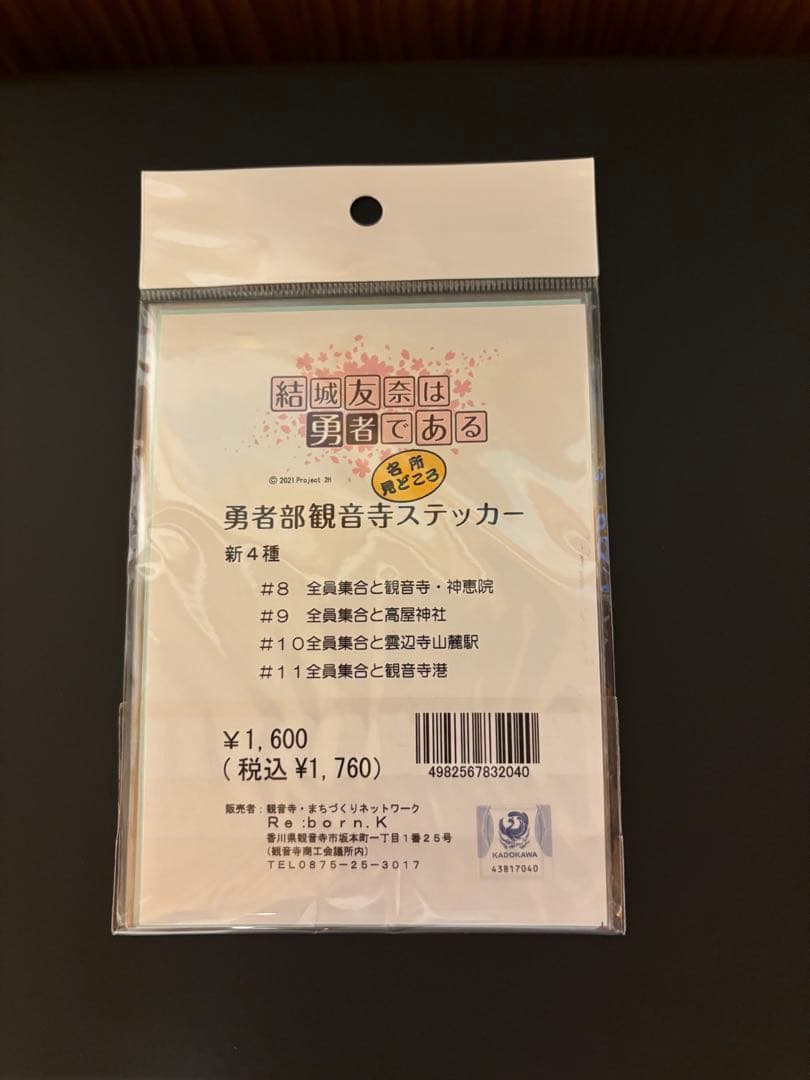 結城友奈は
勇者である
© 2021 Project 2H
名所
見どころ
勇者部観音寺ステッカー
新4種
#8 全員集合と観音寺・神恵院
#9 全員集合と高屋神社
#10全員集合と雲辺寺山麓駅
#11全員集合と観音寺港
¥1,600
(税込 ¥1,760)
4982567832040
販売者：観音寺・まちづくりネットワーク
Re:born.K
香川県観音寺市坂本町一丁目1番25号
(観音寺商工会議所内)
TEL0875-25-3017
KADOKAWA
43817040